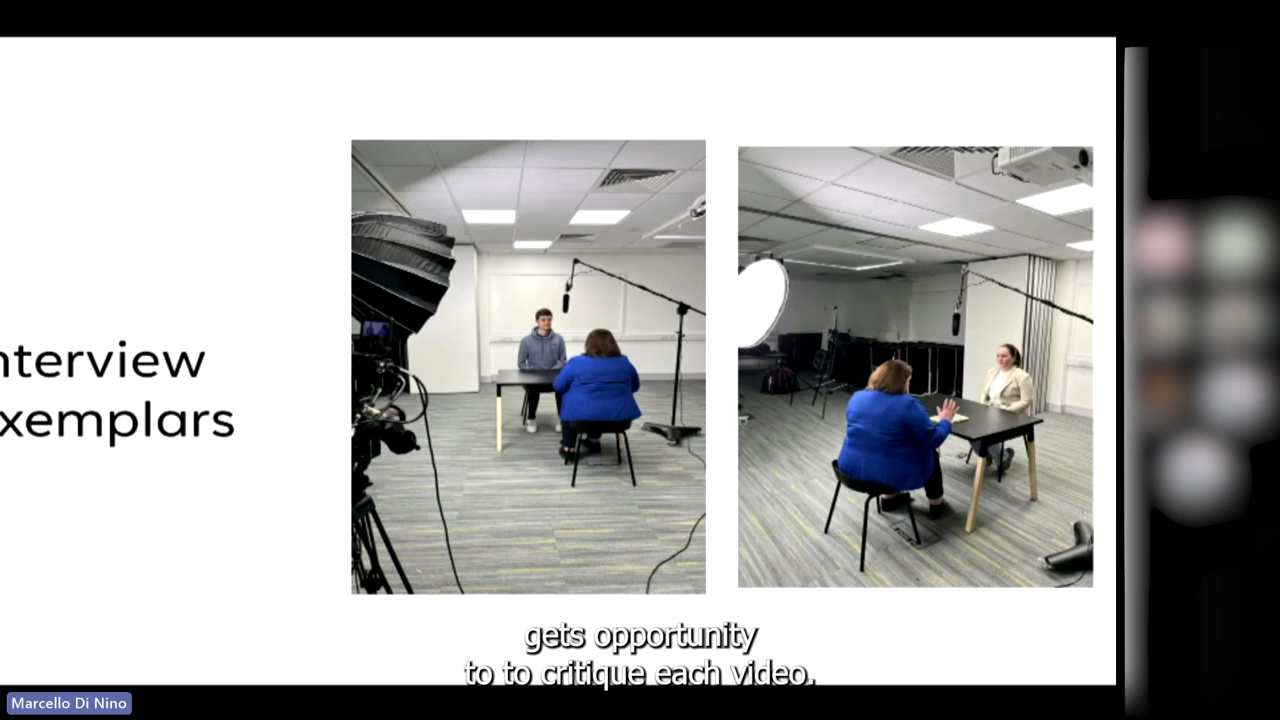 nterview
xemplars
gets opportunity
to to critique each video.
Marcello Di Nino